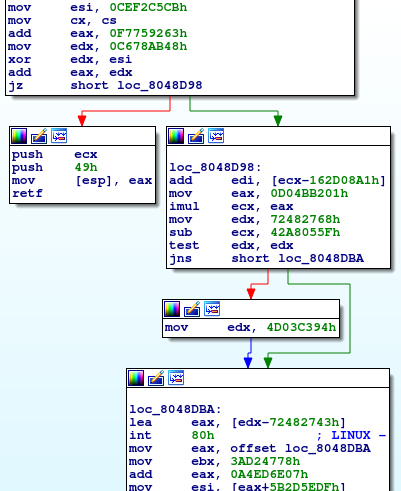 mov esi, 0CEF2C5CBh
mov cx, cs
add eax, 0F7759263h
mov edx, 0C678AB48h
xor edx, esi
add eax, edx
jz short loc_8048D98
push ecx
push 49h
mov [esp], eax
retf
loc_8048D98:
add edi, [ecx-162D08A1h]
mov eax, 0D04BB201h
imul ecx, eax
mov edx, 72482768h
sub ecx, 42A8055Fh
test edx, edx
jns short loc_8048DBA
mov edx, 4D03C394h
loc_8048DBA:
lea eax, [edx-72482743h]
int 80h ; LINUX -
mov eax, offset loc_8048DBA
mov ebx, 3AD24778h
add eax, 0A4ED6E07h
mov esi, [eax+5B2D5EDFh]